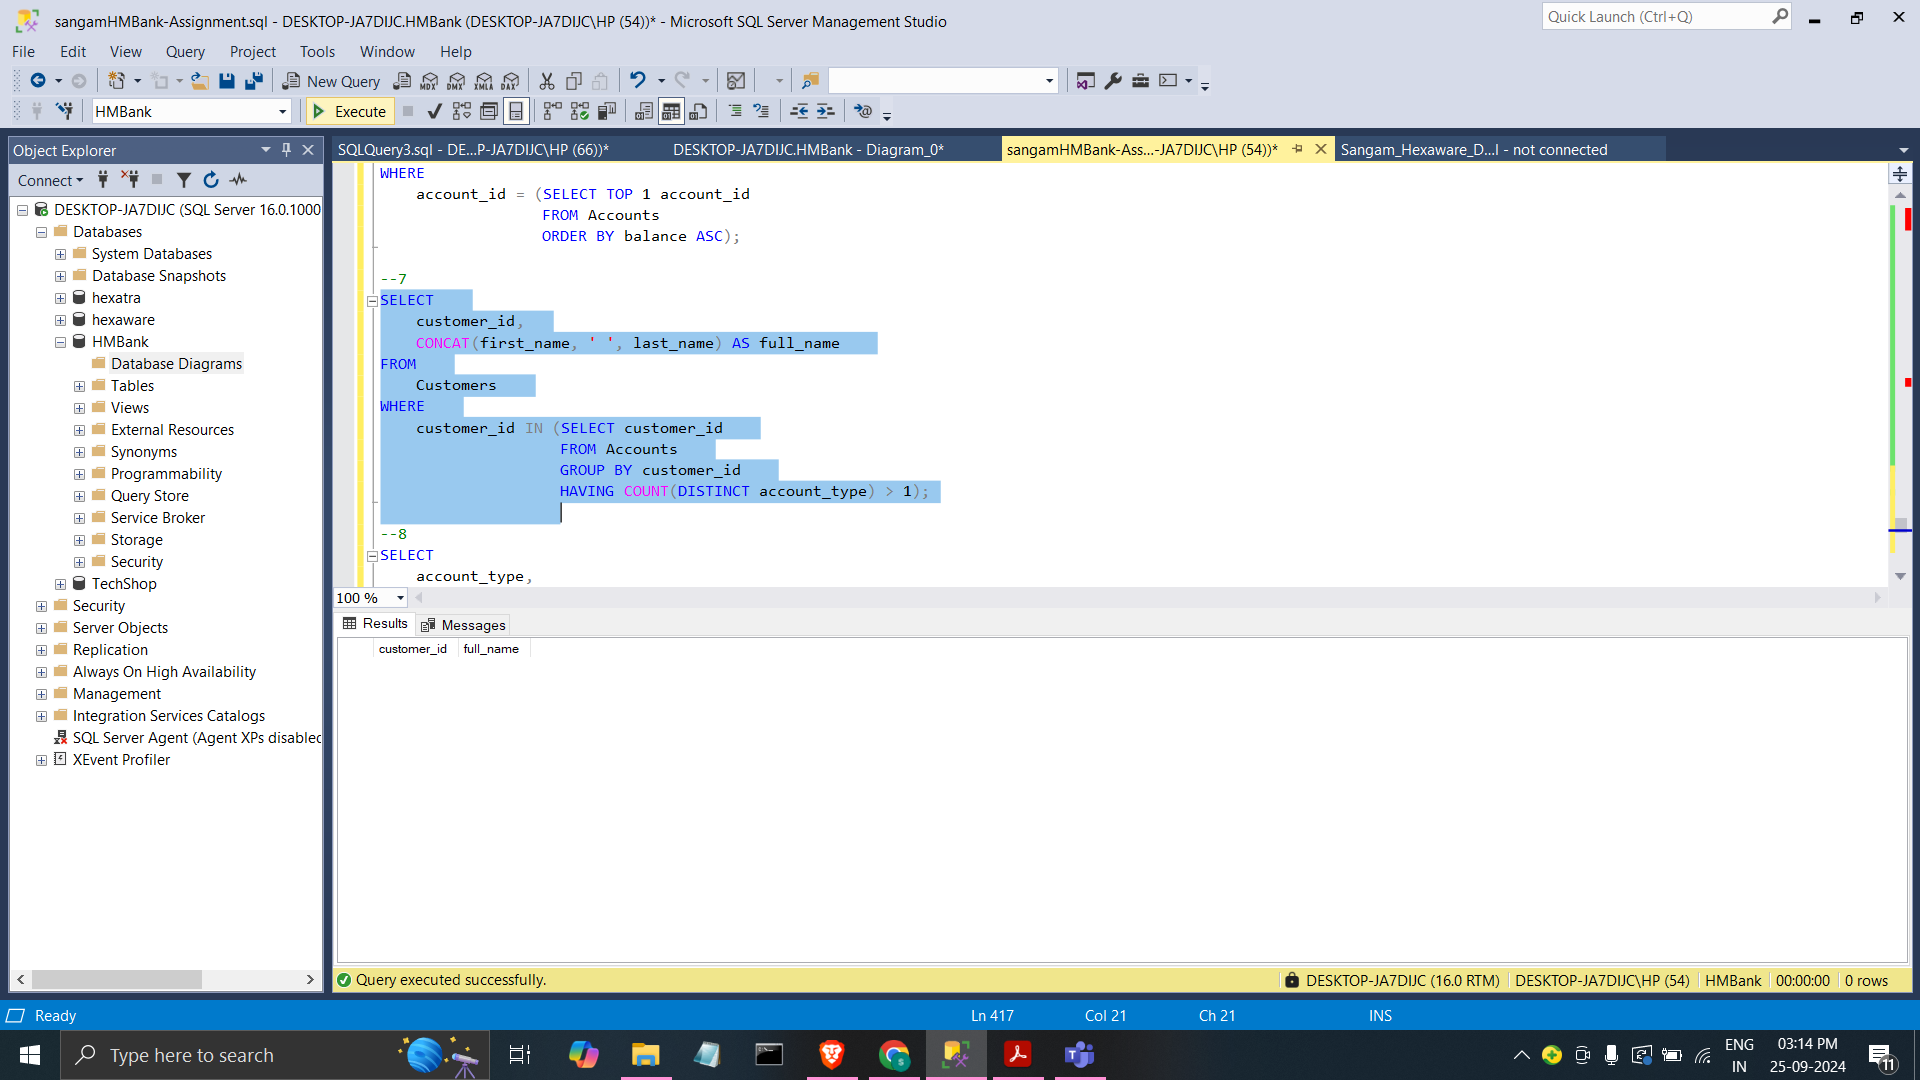 sangamHMBank-Assignment.sql - DESKTOP-JA7DIJC.HMBank (DESKTOP-JA7DIJC\HP (54))* - Microsoft SQL Server Management Studio
Quick Launch (Ctrl+Q)
File Edit View Query Project Tools Window Help
New Query
MDX DMX XMLA DAX
HMBank
Execute
Object Explorer
SQLQuery3.sql - DE...P-JA7DIJC\HP (66))*
DESKTOP-JA7DIJC.HMBank - Diagram_0*
sangamHMBank-Ass...-JA7DIJC\HP (54))*
Sangam_Hexaware_D...l - not connected
Connect
DESKTOP-JA7DIJC (SQL Server 16.0.1000
Databases
System Databases
Database Snapshots
hexatra
hexaware
HMBank
Database Diagrams
Tables
Views
External Resources
Synonyms
Programmability
Query Store
Service Broker
Storage
Security
TechShop
Security
Server Objects
Replication
Always On High Availability
Management
Integration Services Catalogs
SQL Server Agent (Agent XPs disabled
XEvent Profiler
WHERE
account_id = (SELECT TOP 1 account_id
FROM Accounts
ORDER BY balance ASC);
--7
SELECT
customer_id,
CONCAT(first_name, ' ', last_name) AS full_name
FROM
Customers
WHERE
customer_id IN (SELECT customer_id
FROM Accounts
GROUP BY customer_id
HAVING COUNT(DISTINCT account_type) > 1);
--8
SELECT
account_type,
100 %
Results Messages
customer_id full_name
Query executed successfully.
DESKTOP-JA7DIJC (16.0 RTM) DESKTOP-JA7DIJC\HP (54) HMBank 00:00:00 0 rows
Ready
Ln 417 Col 21 Ch 21 INS
Type here to search
ENG
IN
03:14 PM
25-09-2024
11